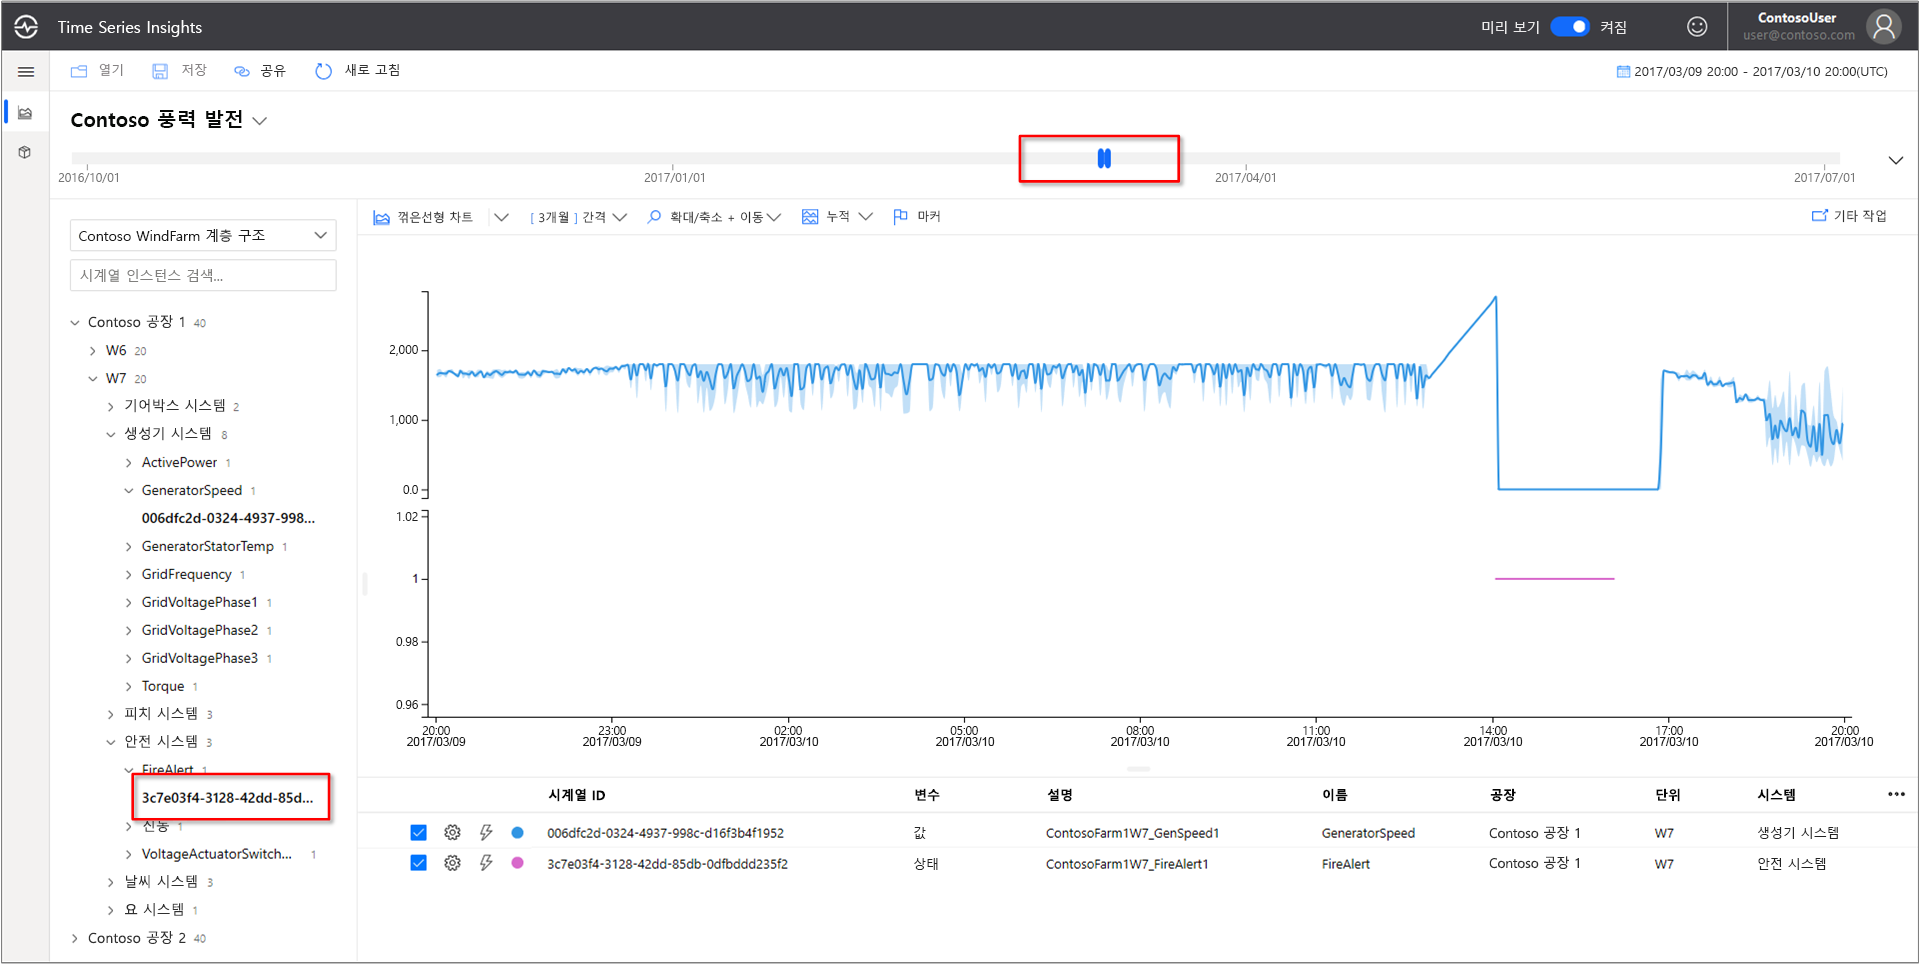 Time Series Insights
미리 보기 켜짐
ContosoUser
user@contoso.com
열기 저장 공유 새로 고침
2017/03/09 20:00 - 2017/03/10 20:00(UTC)
Contoso 풍력 발전
2016/10/01 2017/01/01 2017/04/01 2017/07/01
꺾은선형 차트 [ 3개월 ] 간격 확대/축소 + 이동 누적 마커 기타 작업
Contoso WindFarm 계층 구조
시계열 인스턴스 검색...
Contoso 공장 1 40
W6 20
W7 20
기어박스 시스템 2
생성기 시스템 8
ActivePower 1
GeneratorSpeed 1
006dfc2d-0324-4937-998...
GeneratorStatorTemp 1
GridFrequency 1
GridVoltagePhase1 1
GridVoltagePhase2 1
GridVoltagePhase3 1
Torque 1
피치 시스템 3
안전 시스템 3
FireAlert 1
3c7e03f4-3128-42dd-85d...
진동 1
VoltageActuatorSwitch... 1
날씨 시스템 3
요 시스템 1
Contoso 공장 2 40
2,000
1,000
0.0
1.02
1
0.98
0.96
20:00 23:00 02:00 05:00 08:00 11:00 14:00 17:00 20:00
2017/03/09 2017/03/09 2017/03/10 2017/03/10 2017/03/10 2017/03/10 2017/03/10 2017/03/10 2017/03/10
시계열 ID 변수 설명 이름 공장 단위 시스템
006dfc2d-0324-4937-998c-d16f3b4f1952 값 ContosoFarm1W7_GenSpeed1 GeneratorSpeed Contoso 공장 1 W7 생성기 시스템
3c7e03f4-3128-42dd-85db-0dfbddd235f2 상태 ContosoFarm1W7_FireAlert1 FireAlert Contoso 공장 1 W7 안전 시스템